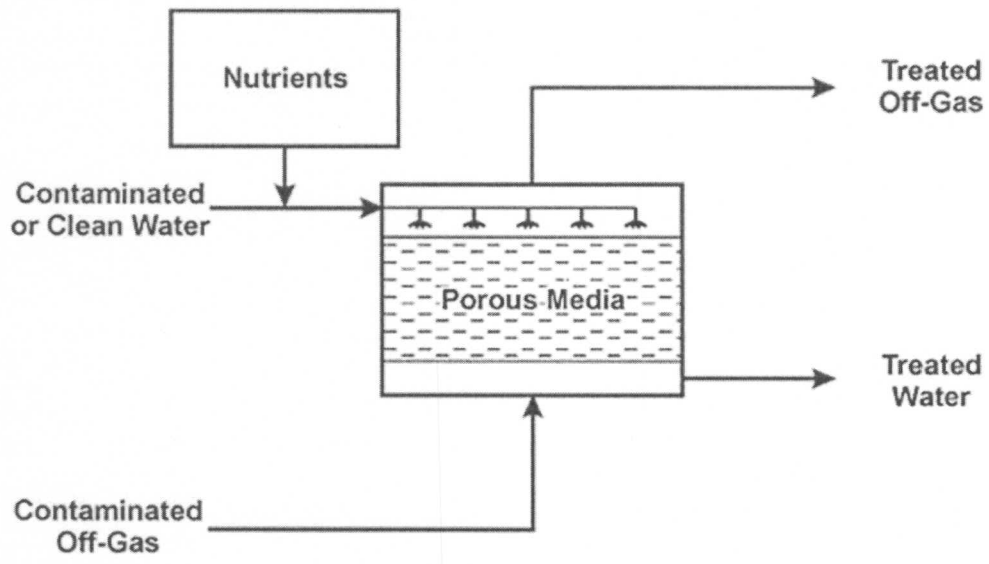 Nutrients
Treated
Off-Gas
Contaminated
or Clean Water
Porous Media
Treated
Water
Contaminated
Off-Gas